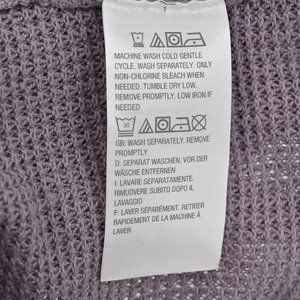 MACHINE WASH COLD GENTLE
CYCLE. WASH SEPARATELY. ONLY
NON-CHLORINE BLEACH WHEN
NEEDED. TUMBLE DRY LOW.
REMOVE PROMPTLY. LOW IRON IF
NEEDED.
GB: WASH SEPARATELY. REMOVE
PROMPTLY
D: SEPARAT WASCHEN. VOR DER
WÄSCHE ENTFERNEN
I: LAVARE SEPARATAMENTE.
RIMUOVERE SUBITO DOPO IL
LAVAGGIO
F: LAVER SÉPARÉMENT. RETIRER
RAPIDEMENT DE LA MACHINE À
LAVER